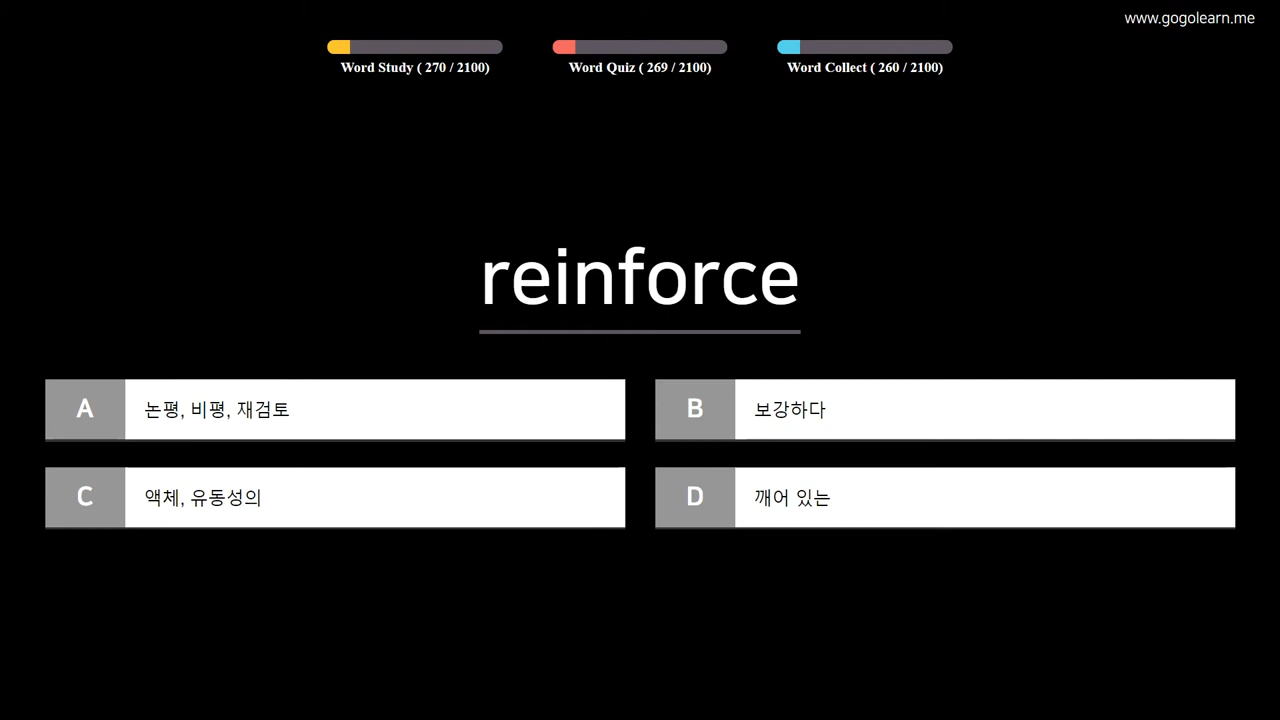 www.gogolearn.me
Word Study ( 270 / 2100)
Word Quiz ( 269 / 2100)
Word Collect ( 260 / 2100)
reinforce
A 논평, 비평, 재검토
B 보강하다
C 액체, 유동성의
D 깨어 있는